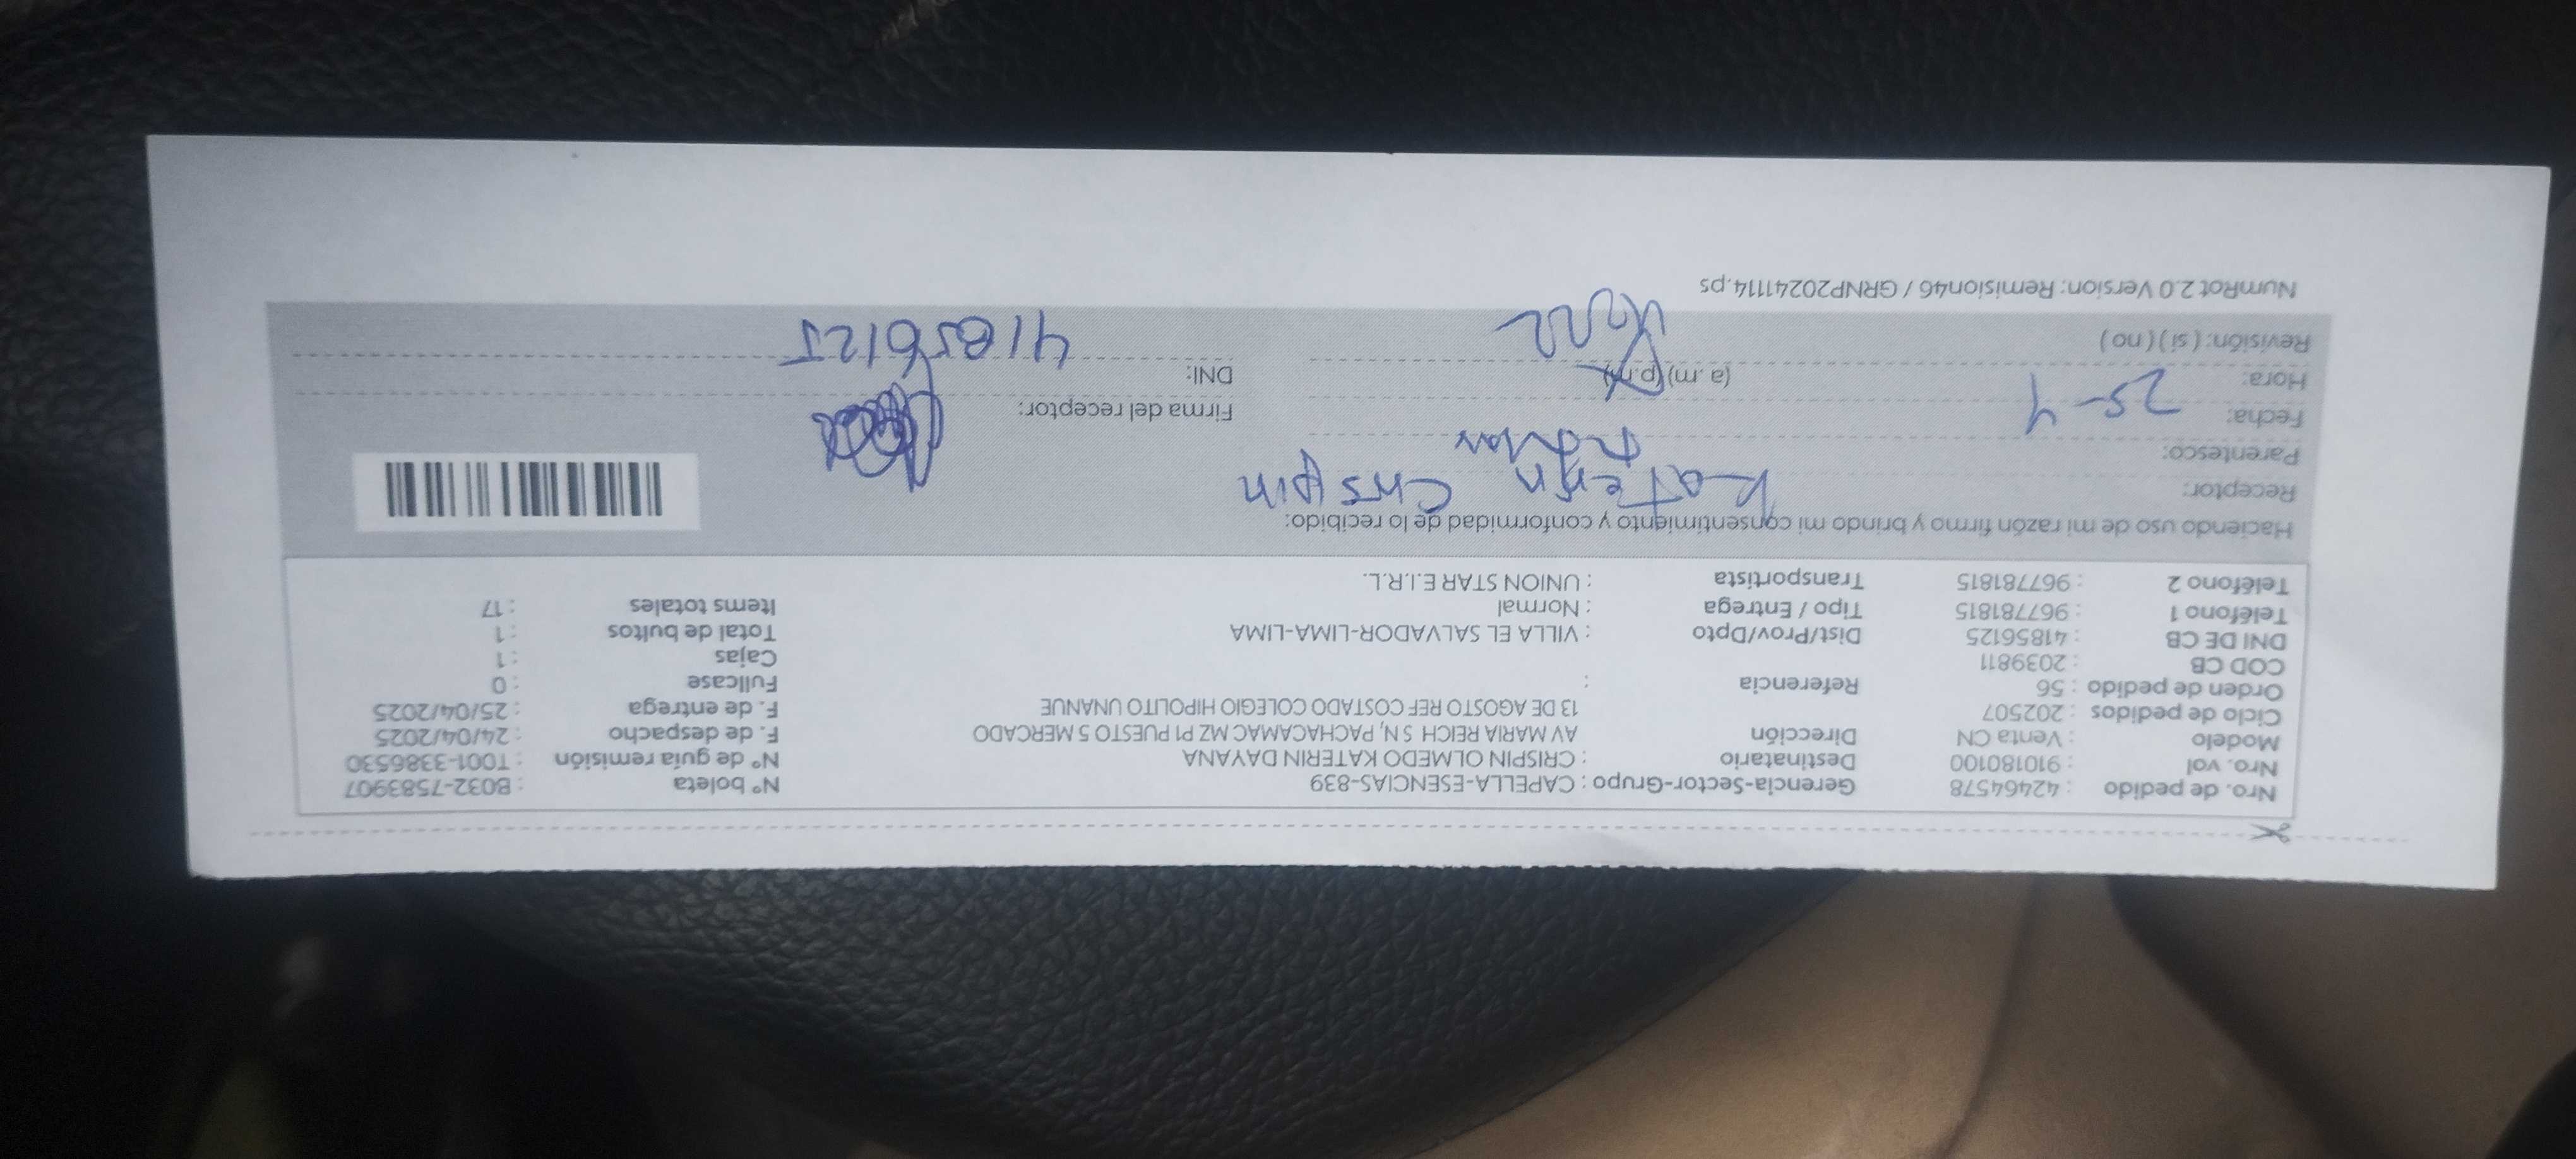 Nro. de pedido : 42464578 Gerencia-Sector-Grupo : CAPELLA-ESENCIAS-839 N° boleta : B032-7583907
Nro. vol : 910180100 Destinatario : CRISPIN OLMEDO KATERIN DAYANA N° de guía remisión : T001-3386530
Modelo : Venta CN Dirección AV MARIA REICH S N, PACHACAMAC MZ P1 PUESTO 5 MERCADO F. de despacho : 24/04/2025
Ciclo de pedidos : 202507 13 DE AGOSTO REF COSTADO COLEGIO HIPOLITO UNANUE F. de entrega : 25/04/2025
Orden de pedido : 56 Referencia : Fullcase : 0
COD CB : 2039811 Cajas : 1
DNI DE CB : 41856125 Dist/Prov/Dpto : VILLA EL SALVADOR-LIMA-LIMA Total de bultos : 1
Teléfono 1 : 967781815 Tipo / Entrega : Normal Items totales : 17
Teléfono 2 : 967781815 Transportista : UNION STAR E.I.R.L.
Haciendo uso de mi razón firmo y brindo mi consentimiento y conformidad de lo recibido:
Receptor: Katerin Crispin
Parentesco:
Fecha: 25-4 Firma del receptor:
Hora: (a.m) (p.m) DNI: 41856125
Revisión: ( si ) ( no )
NumRot 2.0 Version: Remision46 / GRNP20241114.ps